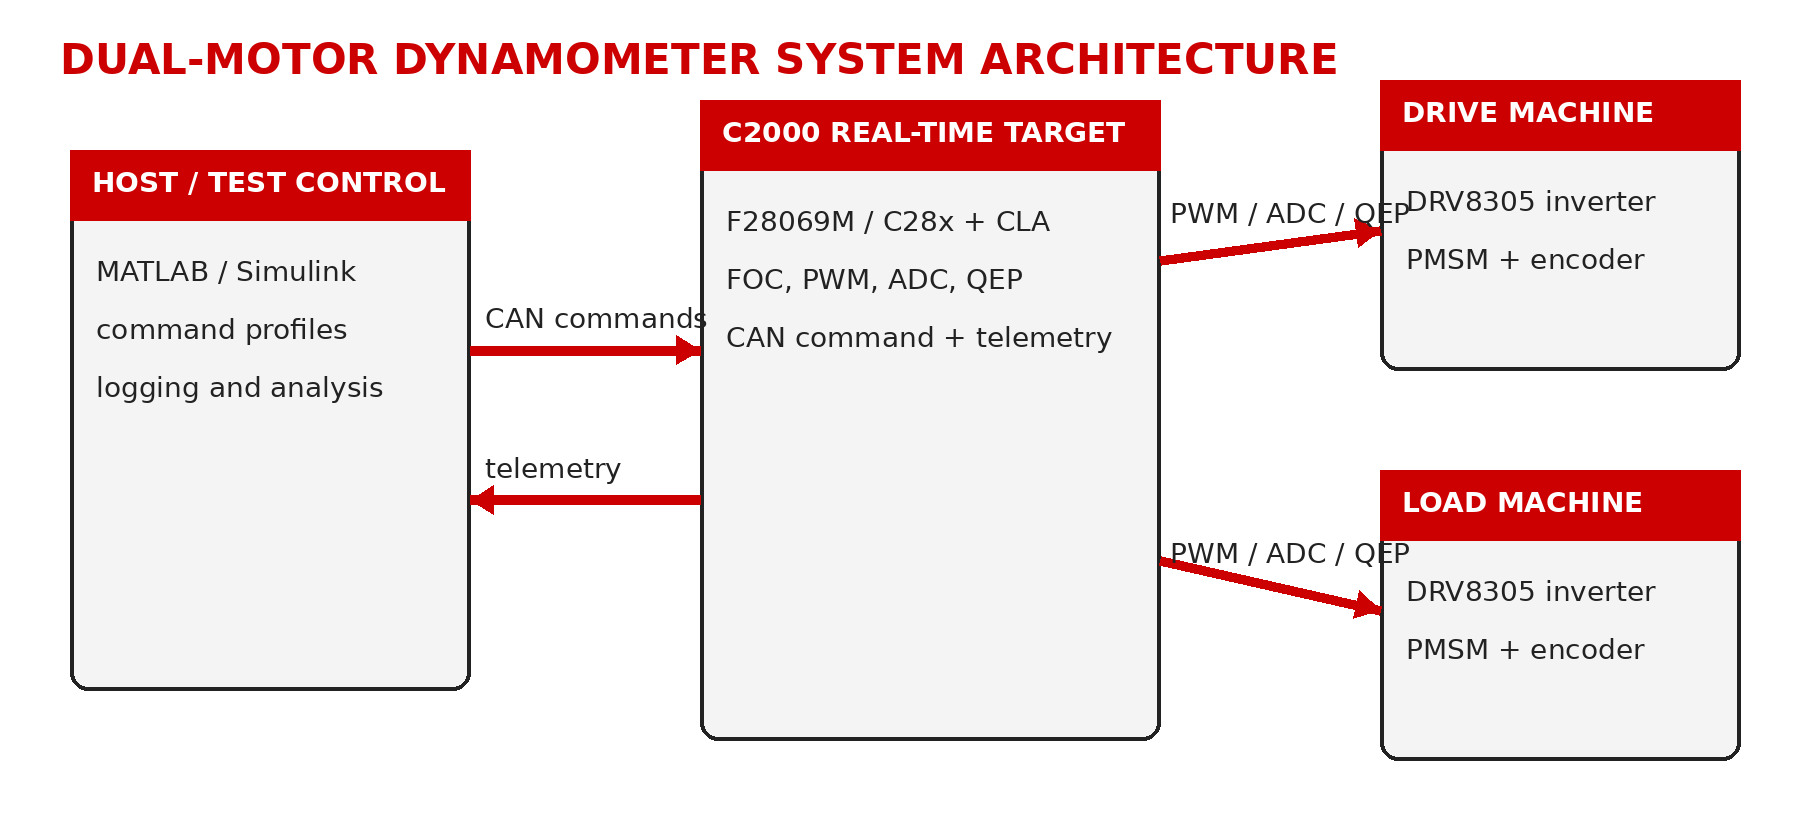 DUAL-MOTOR DYNAMOMETER SYSTEM ARCHITECTURE
HOST / TEST CONTROL
MATLAB / Simulink
command profiles
logging and analysis
CAN commands
telemetry
C2000 REAL-TIME TARGET
F28069M / C28x + CLA
FOC, PWM, ADC, QEP
CAN command + telemetry
PWM / ADC / QEP
DRIVE MACHINE
DRV8305 inverter
PMSM + encoder
PWM / ADC / QEP
LOAD MACHINE
DRV8305 inverter
PMSM + encoder